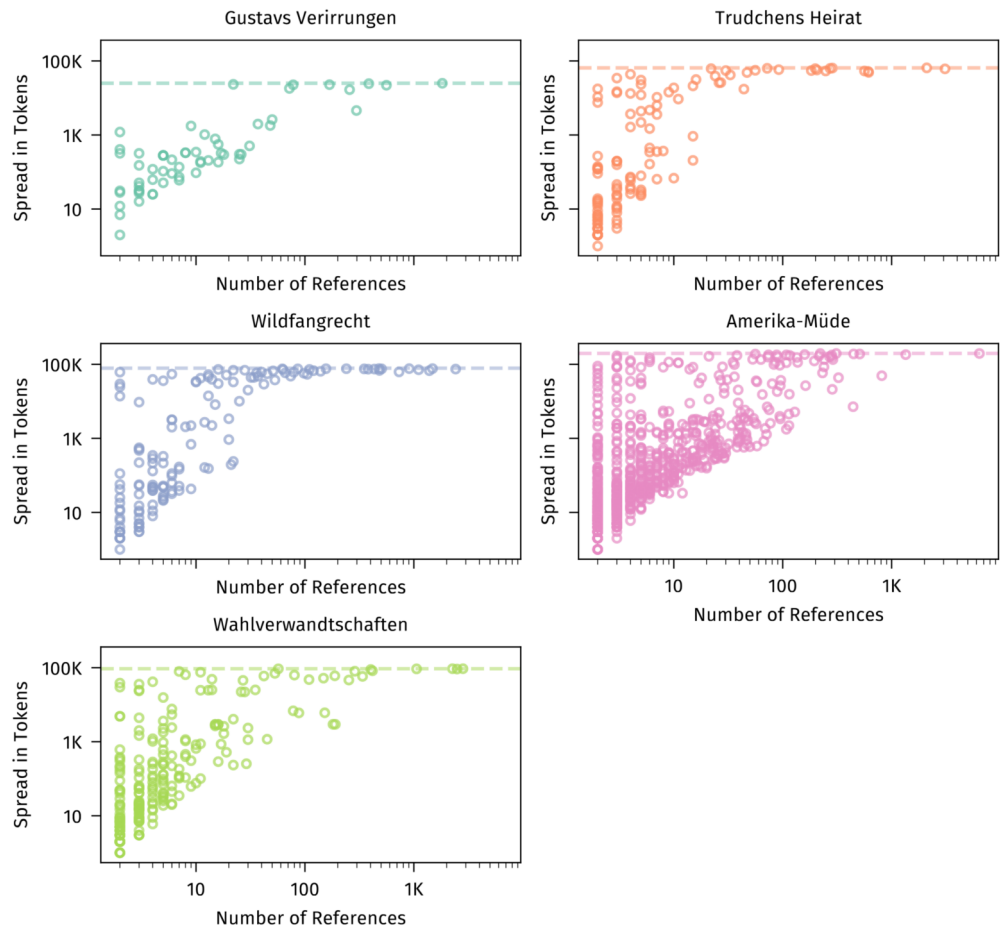 Gustavs Verirrungen
Trudchens Heirat
100K
1K
10
Spread in Tokens
Spread in Tokens
10
10
Number of References
Number of References
Wildfangrecht
Amerika-Müde
100K
1K
10
Spread in Tokens
Spread in Tokens
10
100
1K
Number of References
Number of References
Wahlverwandtschaften
100K
1K
10
Spread in Tokens
10
100
1K
Number of References